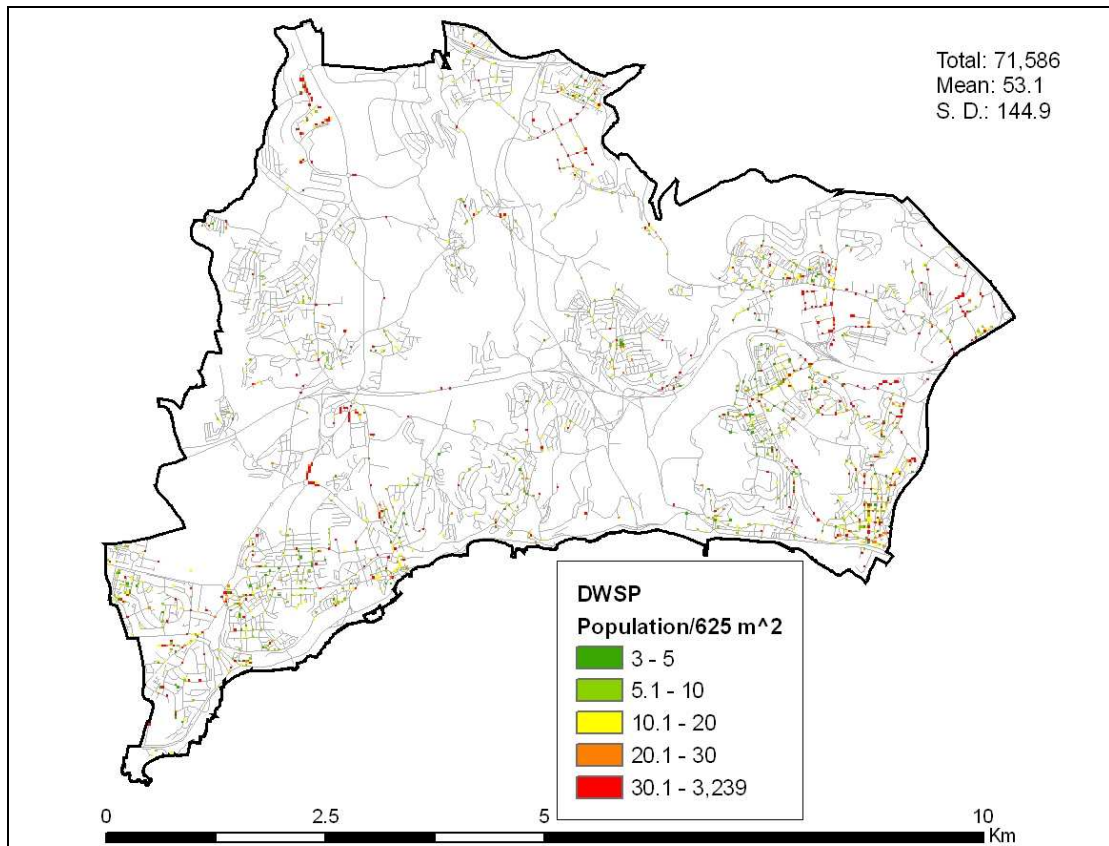 Total: 71,586
Mean: 53.1
S. D.: 144.9
DWSP
Population/625 m^2
3 - 5
5.1 - 10
10.1 - 20
20.1 - 30
30.1 - 3,239
0 2.5 5 10
Km